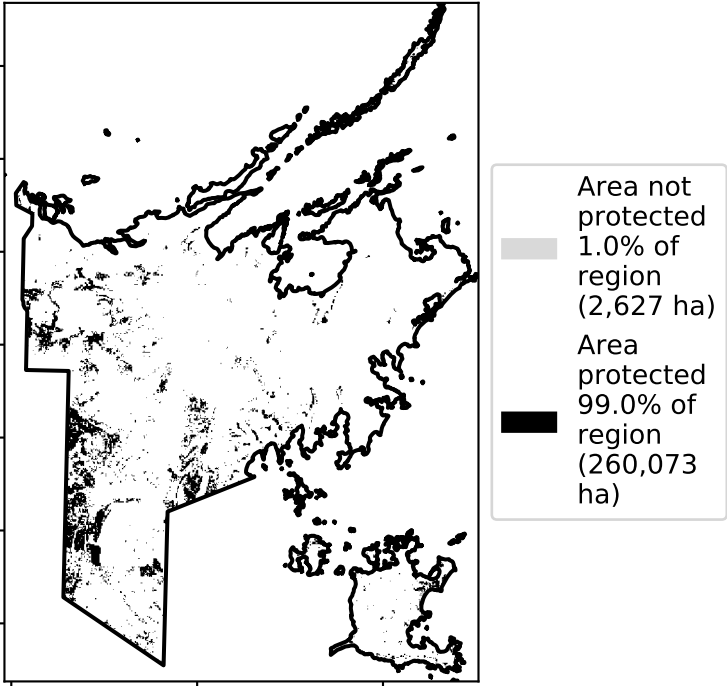 Area not
protected
1.0% of
region
(2,627 ha)
Area
protected
99.0% of
region
(260,073
ha)